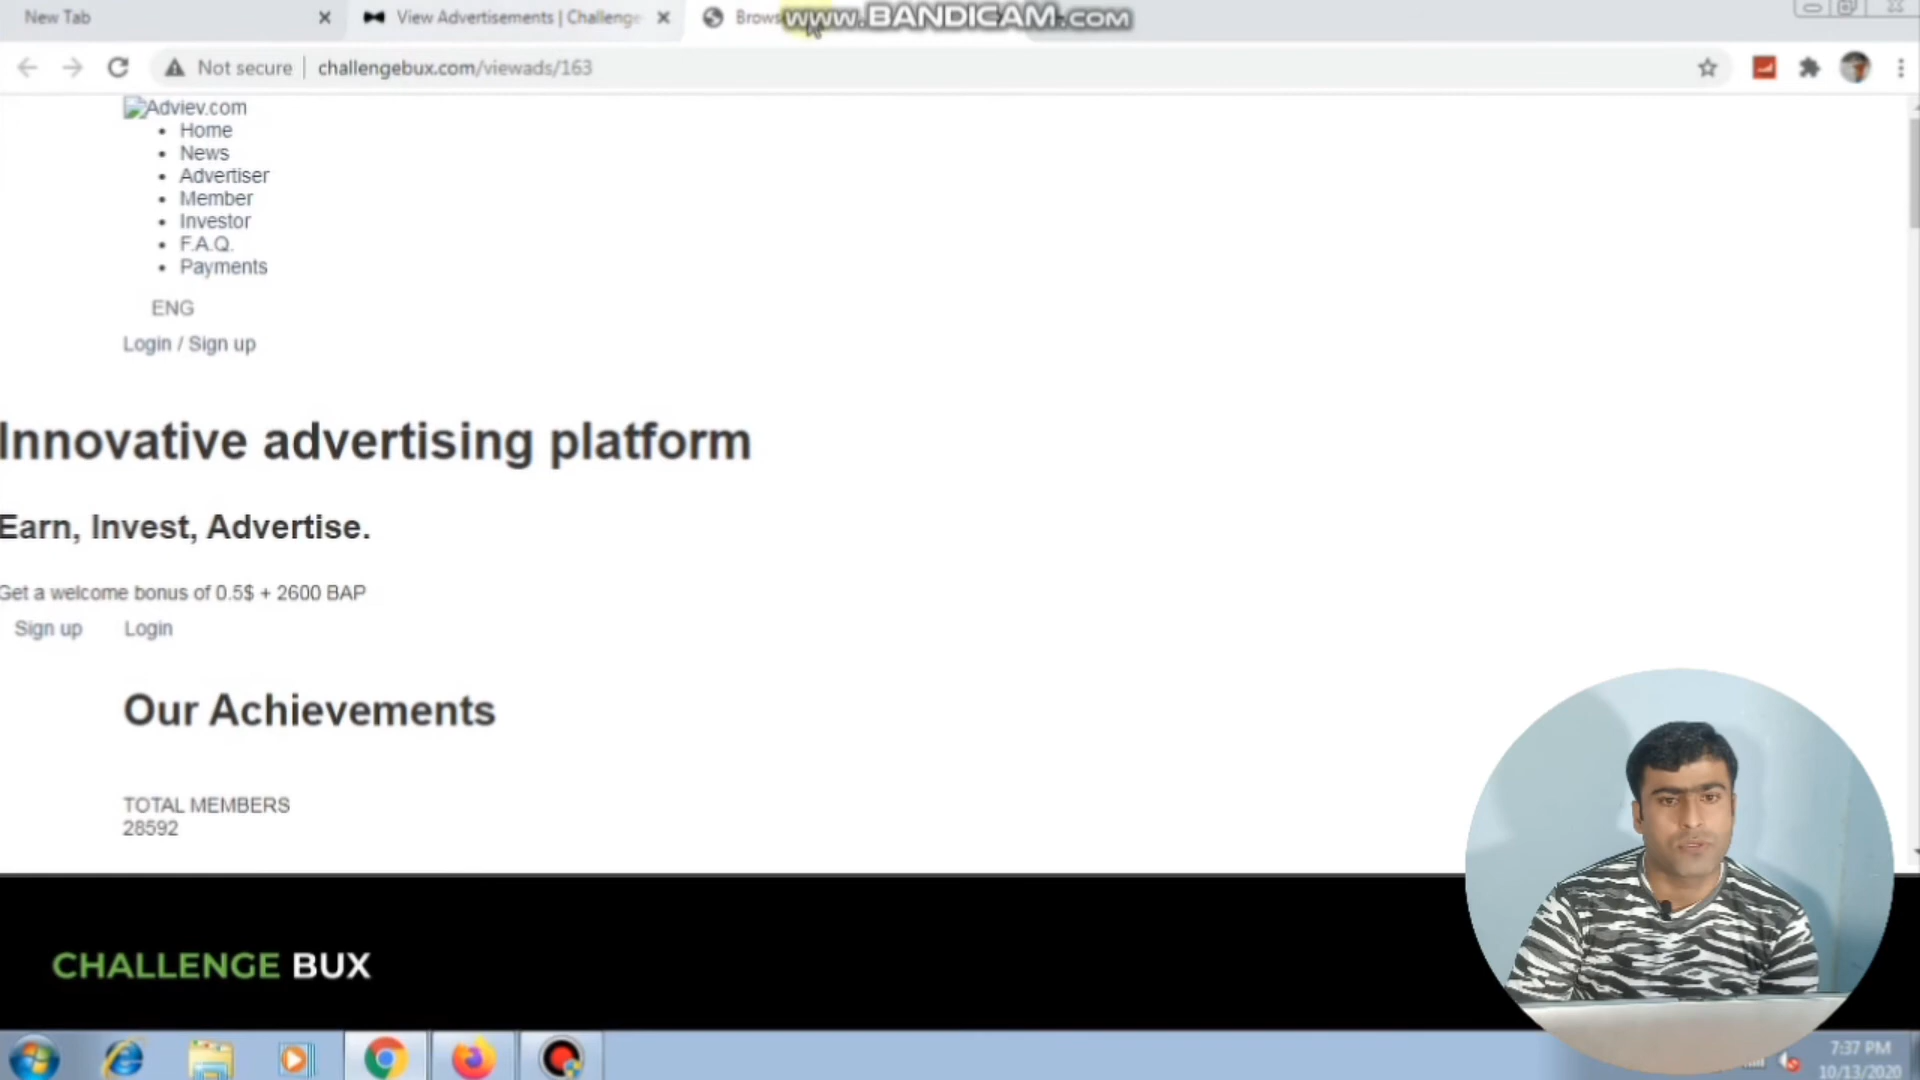 New Tab
View Advertisements | Challenge
Brows
www.BANDICAM.com
Not secure
challengebux.com/viewads/163
Adviev.com
Home
News
Advertiser
Member
Investor
F.A.Q.
Payments
ENG
Login / Sign up
Innovative advertising platform
Earn, Invest, Advertise.
Get a welcome bonus of 0.5$ + 2600 BAP
Sign up
Login
Our Achievements
TOTAL MEMBERS
28592
CHALLENGE BUX
7:37 PM
10/13/2020